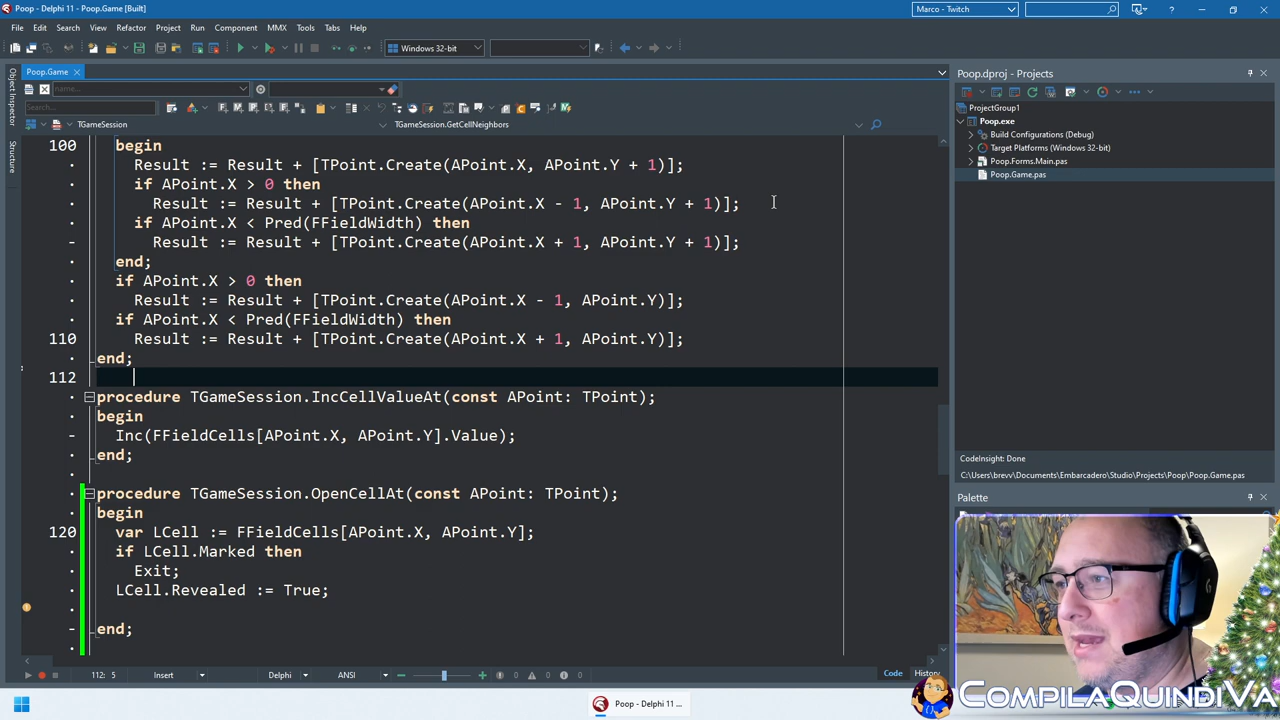 Poop - Delphi 11 - Poop.Game [Built]
Marco - Twitch
File Edit Search View Refactor Project Run Component MMX Tools Tabs Help
Windows 32-bit
Object Inspector
Structure
Poop.Game
name...
Search...
TGameSession
TGameSession.GetCellNeighbors
100 begin
Result := Result + [TPoint.Create(APoint.X, APoint.Y + 1)];
if APoint.X > 0 then
Result := Result + [TPoint.Create(APoint.X - 1, APoint.Y + 1)];
if APoint.X < Pred(FFieldWidth) then
Result := Result + [TPoint.Create(APoint.X + 1, APoint.Y + 1)];
end;
if APoint.X > 0 then
Result := Result + [TPoint.Create(APoint.X - 1, APoint.Y)];
if APoint.X < Pred(FFieldWidth) then
110 Result := Result + [TPoint.Create(APoint.X + 1, APoint.Y)];
end;
112
procedure TGameSession.IncCellValueAt(const APoint: TPoint);
begin
Inc(FFieldCells[APoint.X, APoint.Y].Value);
end;
procedure TGameSession.OpenCellAt(const APoint: TPoint);
begin
120 var LCell := FFieldCells[APoint.X, APoint.Y];
if LCell.Marked then
Exit;
LCell.Revealed := True;
end;
112: 5 Insert Delphi ANSI 0 0 0 Code History
Poop.dproj - Projects
ProjectGroup1
Poop.exe
Build Configurations (Debug)
Target Platforms (Windows 32-bit)
Poop.Forms.Main.pas
Poop.Game.pas
CodeInsight: Done
C:\Users\brevv\Documents\Embarcadero\Studio\Projects\Poop\Poop.Game.pas
Palette
Poop - Delphi 11 ...
COMPILAQUINDIVA